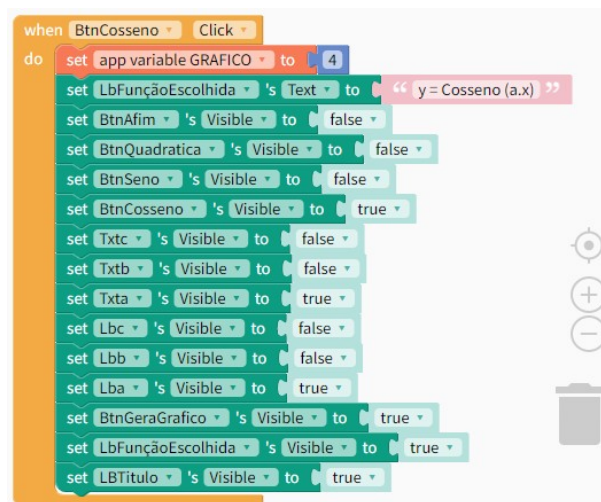 when BtnCosseno Click
do set app variable GRAFICO to 4
set LbFunçãoEscolhida 's Text to “ y = Cosseno (a.x) ”
set BtnAfim 's Visible to false
set BtnQuadratica 's Visible to false
set BtnSeno 's Visible to false
set BtnCosseno 's Visible to true
set Txtc 's Visible to false
set Txtb 's Visible to false
set Txta 's Visible to true
set Lbc 's Visible to false
set Lbb 's Visible to false
set Lba 's Visible to true
set BtnGeraGrafico 's Visible to true
set LbFunçãoEscolhida 's Visible to true
set LBTitulo 's Visible to true